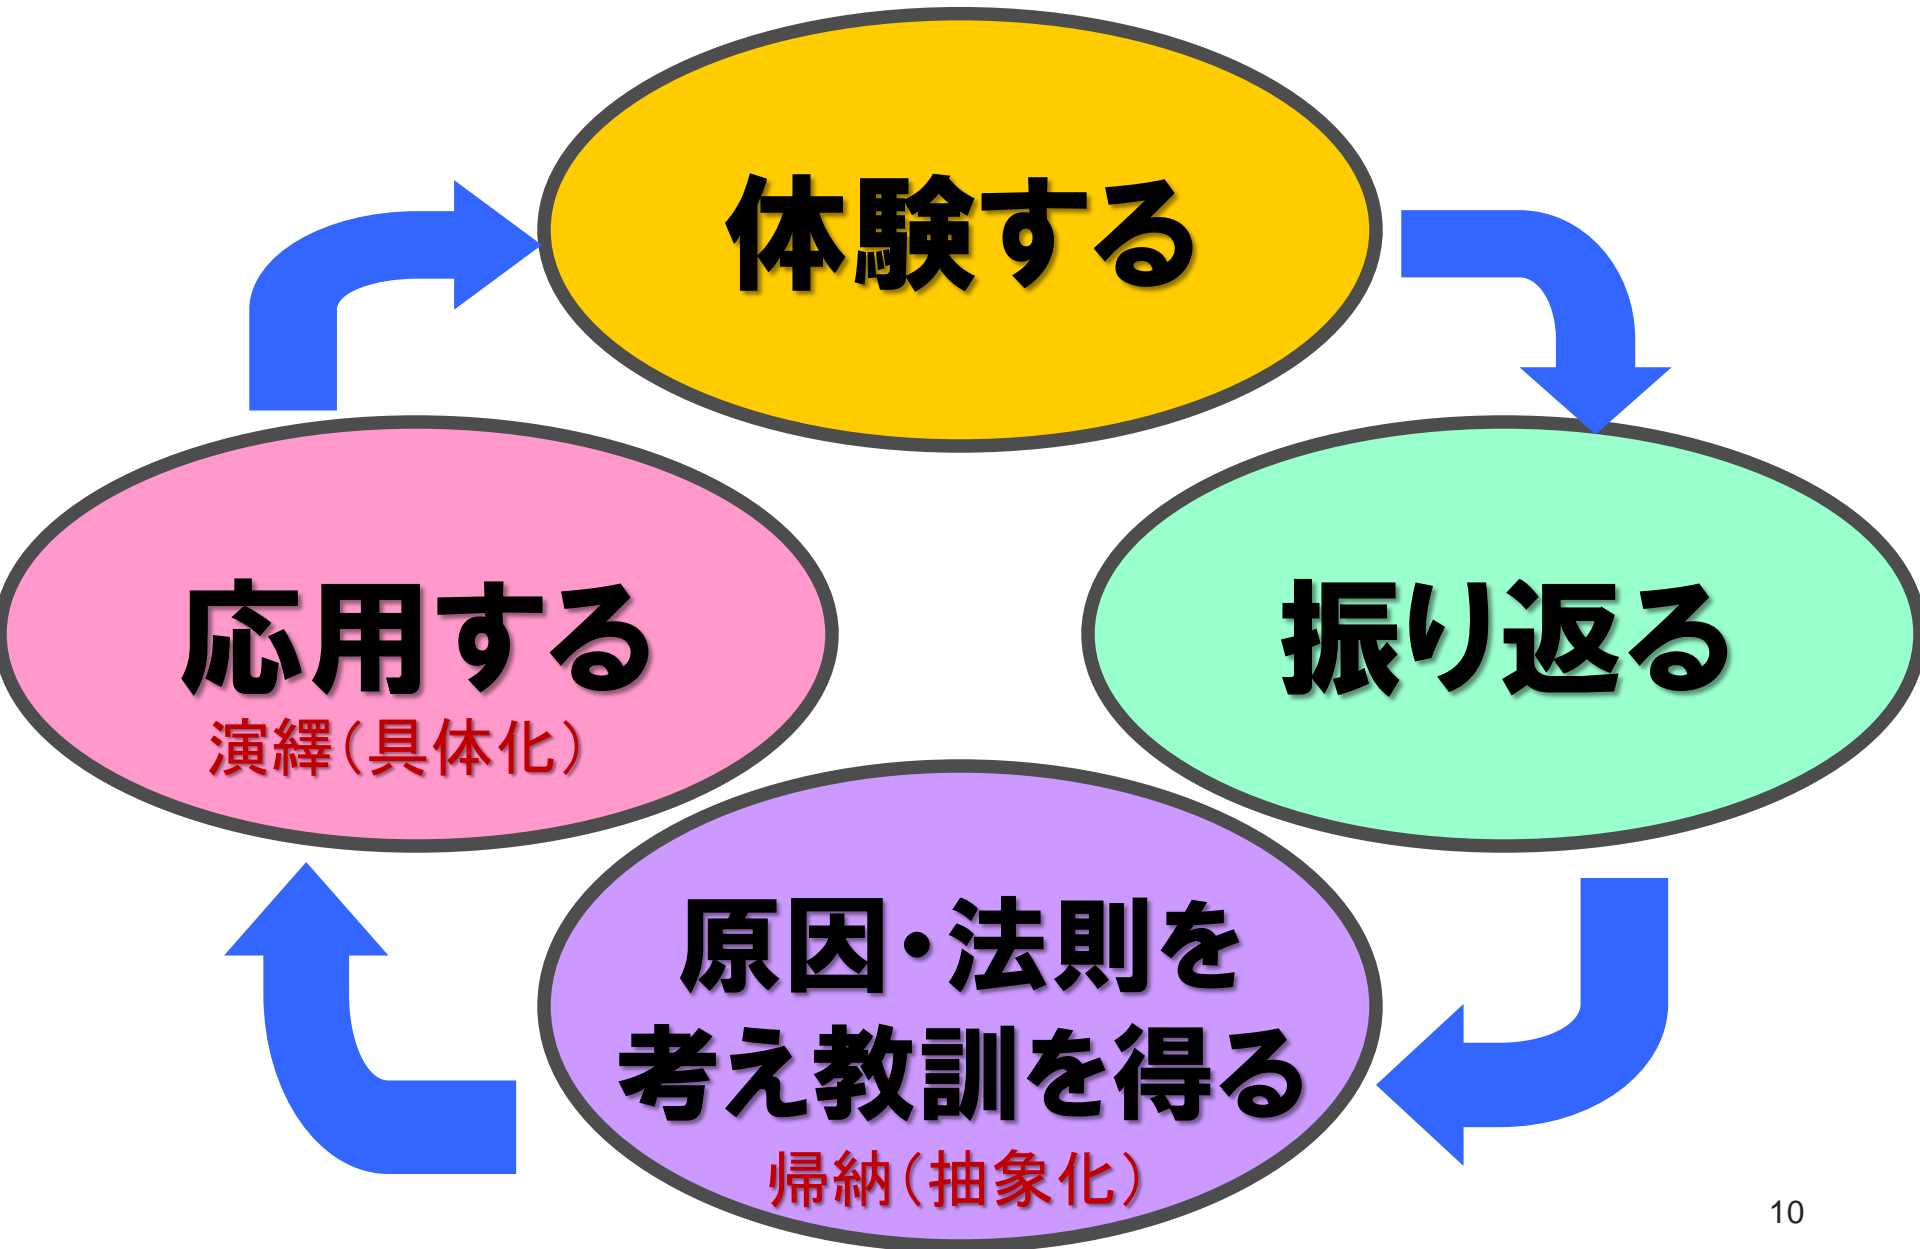 体験する
振り返る
応用する
演繹（具体化）
原因・法則を
考え教訓を得る
帰納（抽象化）
10